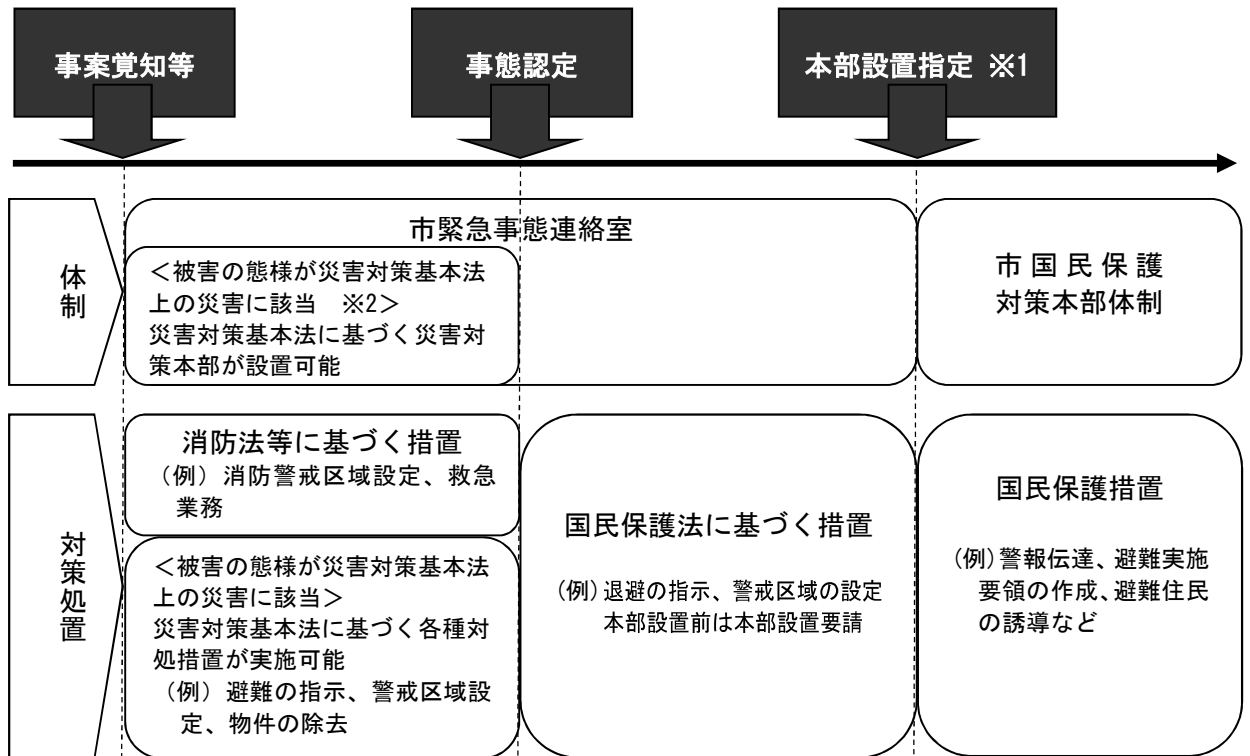 事案覚知等
事態認定
本部設置指定 ※1
体制
市緊急事態連絡室
＜被害の態様が災害対策基本法
上の災害に該当　※2＞
災害対策基本法に基づく災害対
策本部が設置可能
市 国 民 保 護
対策本部体制
対策処置
消防法等に基づく措置
（例）消防警戒区域設定、救急
業務
＜被害の態様が災害対策基本法
上の災害に該当＞
災害対策基本法に基づく各種対
処措置が実施可能
（例）避難の指示、警戒区域設
定、物件の除去
国民保護法に基づく措置
（例）退避の指示、警戒区域の設定
本部設置前は本部設置要請
国民保護措置
（例）警報伝達、避難実施
要領の作成、避難住民
の誘導など